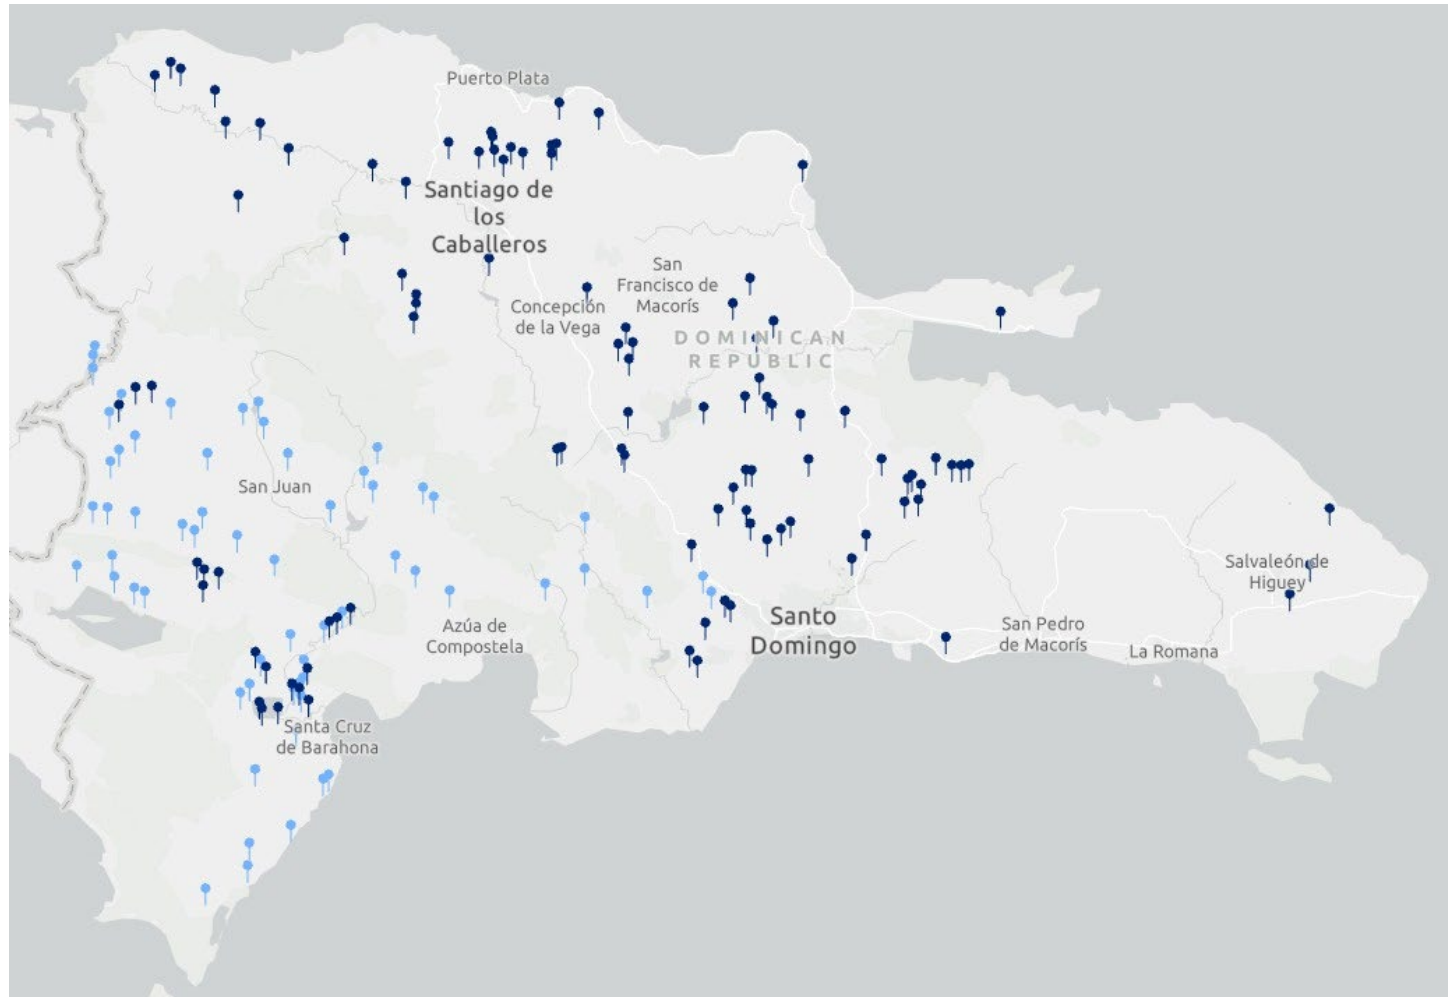 Puerto Plata
Santiago de
los
Caballeros
San
Francisco de
Macorís
Concepción
de la Vega
DOMINICAN
REPUBLIC
San Juan
Azúa de
Compostela
Santo
Domingo
San Pedro
de Macorís
La Romana
Salvaleón de
Higuey
Santa Cruz
de Barahona